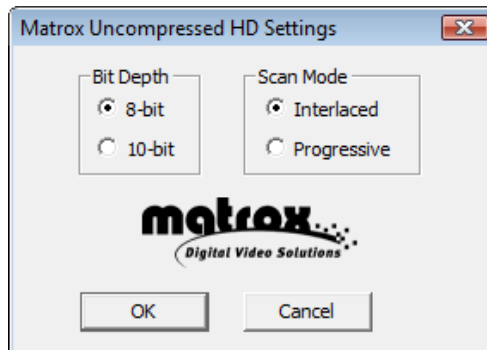 Matrox Uncompressed HD Settings
Bit Depth
8-bit
10-bit
Scan Mode
Interlaced
Progressive
matrox
Digital Video Solutions
OK
Cancel